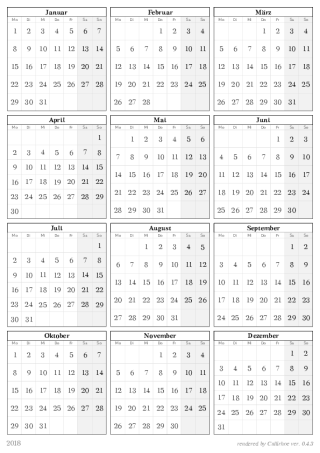 Januar
Mo Di Mi Do Fr Sa So
1 2 3 4 5 6 7
8 9 10 11 12 13 14
15 16 17 18 19 20 21
22 23 24 25 26 27 28
29 30 31
Februar
Mo Di Mi Do Fr Sa So
1 2 3 4
5 6 7 8 9 10 11
12 13 14 15 16 17 18
19 20 21 22 23 24 25
26 27 28
März
Mo Di Mi Do Fr Sa So
1 2 3 4
5 6 7 8 9 10 11
12 13 14 15 16 17 18
19 20 21 22 23 24 25
26 27 28 29 30 31
April
Mo Di Mi Do Fr Sa So
1
2 3 4 5 6 7 8
9 10 11 12 13 14 15
16 17 18 19 20 21 22
23 24 25 26 27 28 29
30
Mai
Mo Di Mi Do Fr Sa So
1 2 3 4 5 6
7 8 9 10 11 12 13
14 15 16 17 18 19 20
21 22 23 24 25 26 27
28 29 30 31
Juni
Mo Di Mi Do Fr Sa So
1 2 3
4 5 6 7 8 9 10
11 12 13 14 15 16 17
18 19 20 21 22 23 24
25 26 27 28 29 30
Juli
Mo Di Mi Do Fr Sa So
1
2 3 4 5 6 7 8
9 10 11 12 13 14 15
16 17 18 19 20 21 22
23 24 25 26 27 28 29
30 31
August
Mo Di Mi Do Fr Sa So
1 2 3 4 5
6 7 8 9 10 11 12
13 14 15 16 17 18 19
20 21 22 23 24 25 26
27 28 29 30 31
September
Mo Di Mi Do Fr Sa So
1 2
3 4 5 6 7 8 9
10 11 12 13 14 15 16
17 18 19 20 21 22 23
24 25 26 27 28 29 30
Oktober
Mo Di Mi Do Fr Sa So
1 2 3 4 5 6 7
8 9 10 11 12 13 14
15 16 17 18 19 20 21
22 23 24 25 26 27 28
29 30 31
November
Mo Di Mi Do Fr Sa So
1 2 3 4
5 6 7 8 9 10 11
12 13 14 15 16 17 18
19 20 21 22 23 24 25
26 27 28 29 30
Dezember
Mo Di Mi Do Fr Sa So
1 2
3 4 5 6 7 8 9
10 11 12 13 14 15 16
17 18 19 20 21 22 23
24 25 26 27 28 29 30
31
2018
rendered by Callirhoe ver. 0.4.3